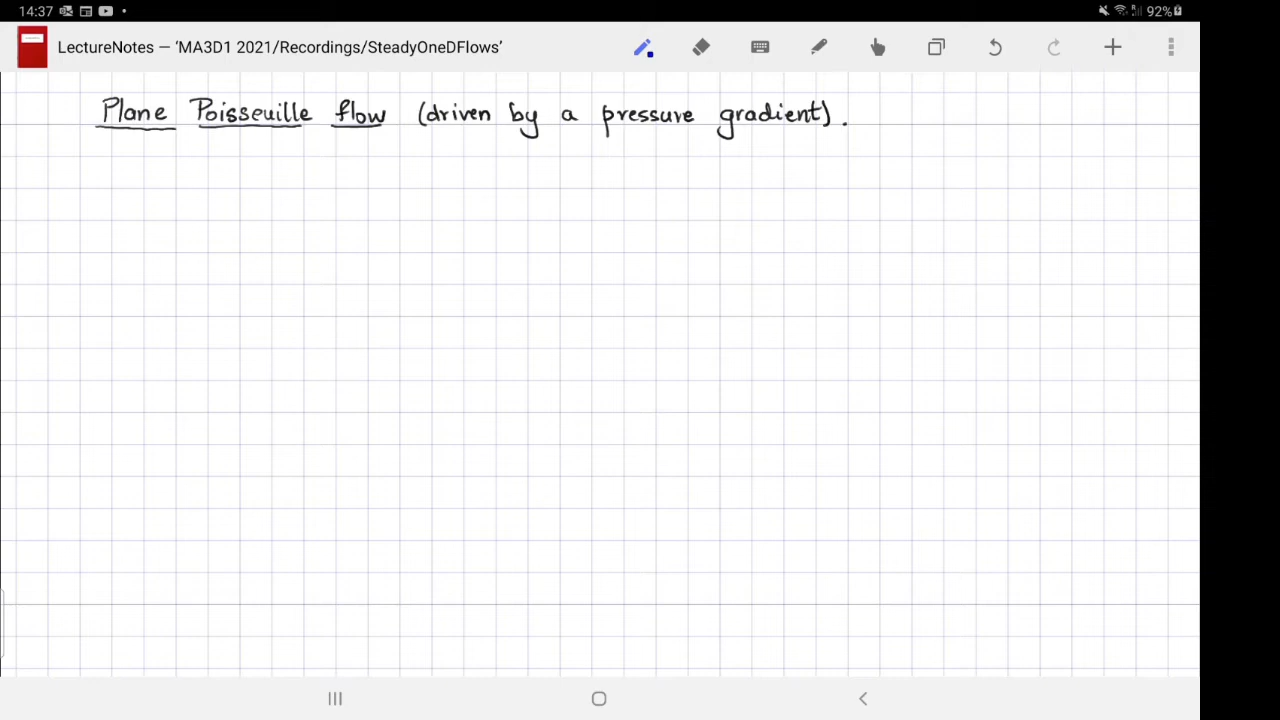 14:37 92%
LectureNotes — ‘MA3D1 2021/Recordings/SteadyOneDFlows’
Plane Poisseuille flow (driven by a pressure gradient).